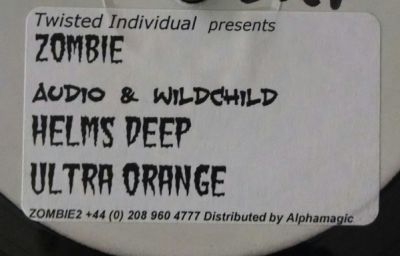 Twisted Individual presents
ZOMBIE
AUDIO & WILDCHILD
HELMS DEEP
ULTRA ORANGE
ZOMBIE2 +44 (0) 208 960 4777 Distributed by Alphamagic